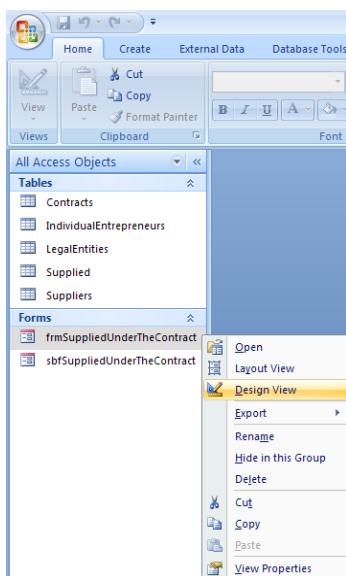 Home Create External Data Database Tools
Cut
Copy
Format Painter
View
Paste
B I U A
Views Clipboard Font
All Access Objects
Tables
Contracts
IndividualEntrepreneurs
LegalEntities
Supplied
Suppliers
Forms
frmSuppliedUnderTheContract
sbfSuppliedUnderTheContract
Open
Layout View
Design View
Export
Rename
Hide in this Group
Delete
Cut
Copy
Paste
View Properties